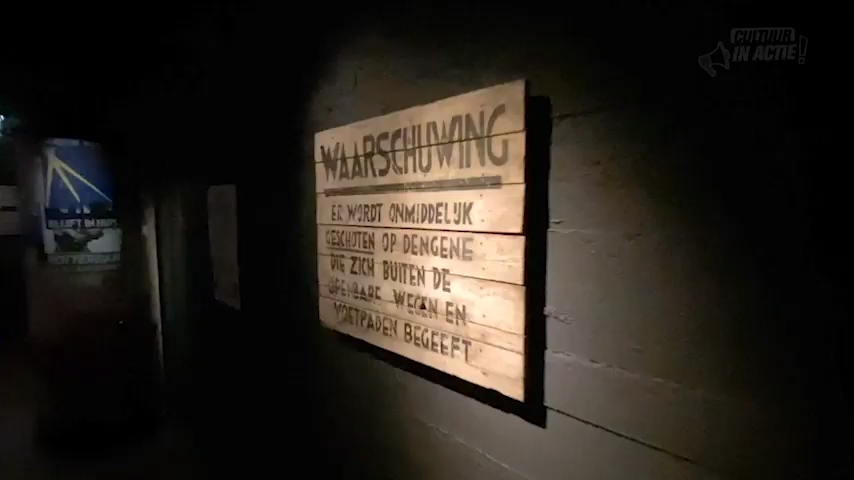 CULTUUR
IN ACTIE!
WAARSCHUWING
ER WORDT ONMIDDELIJK
GESCHOTEN OP DENGENE
DIE ZICH BUITEN DE
OPENBARE WEGEN EN
VOETPADEN BEGEEFT